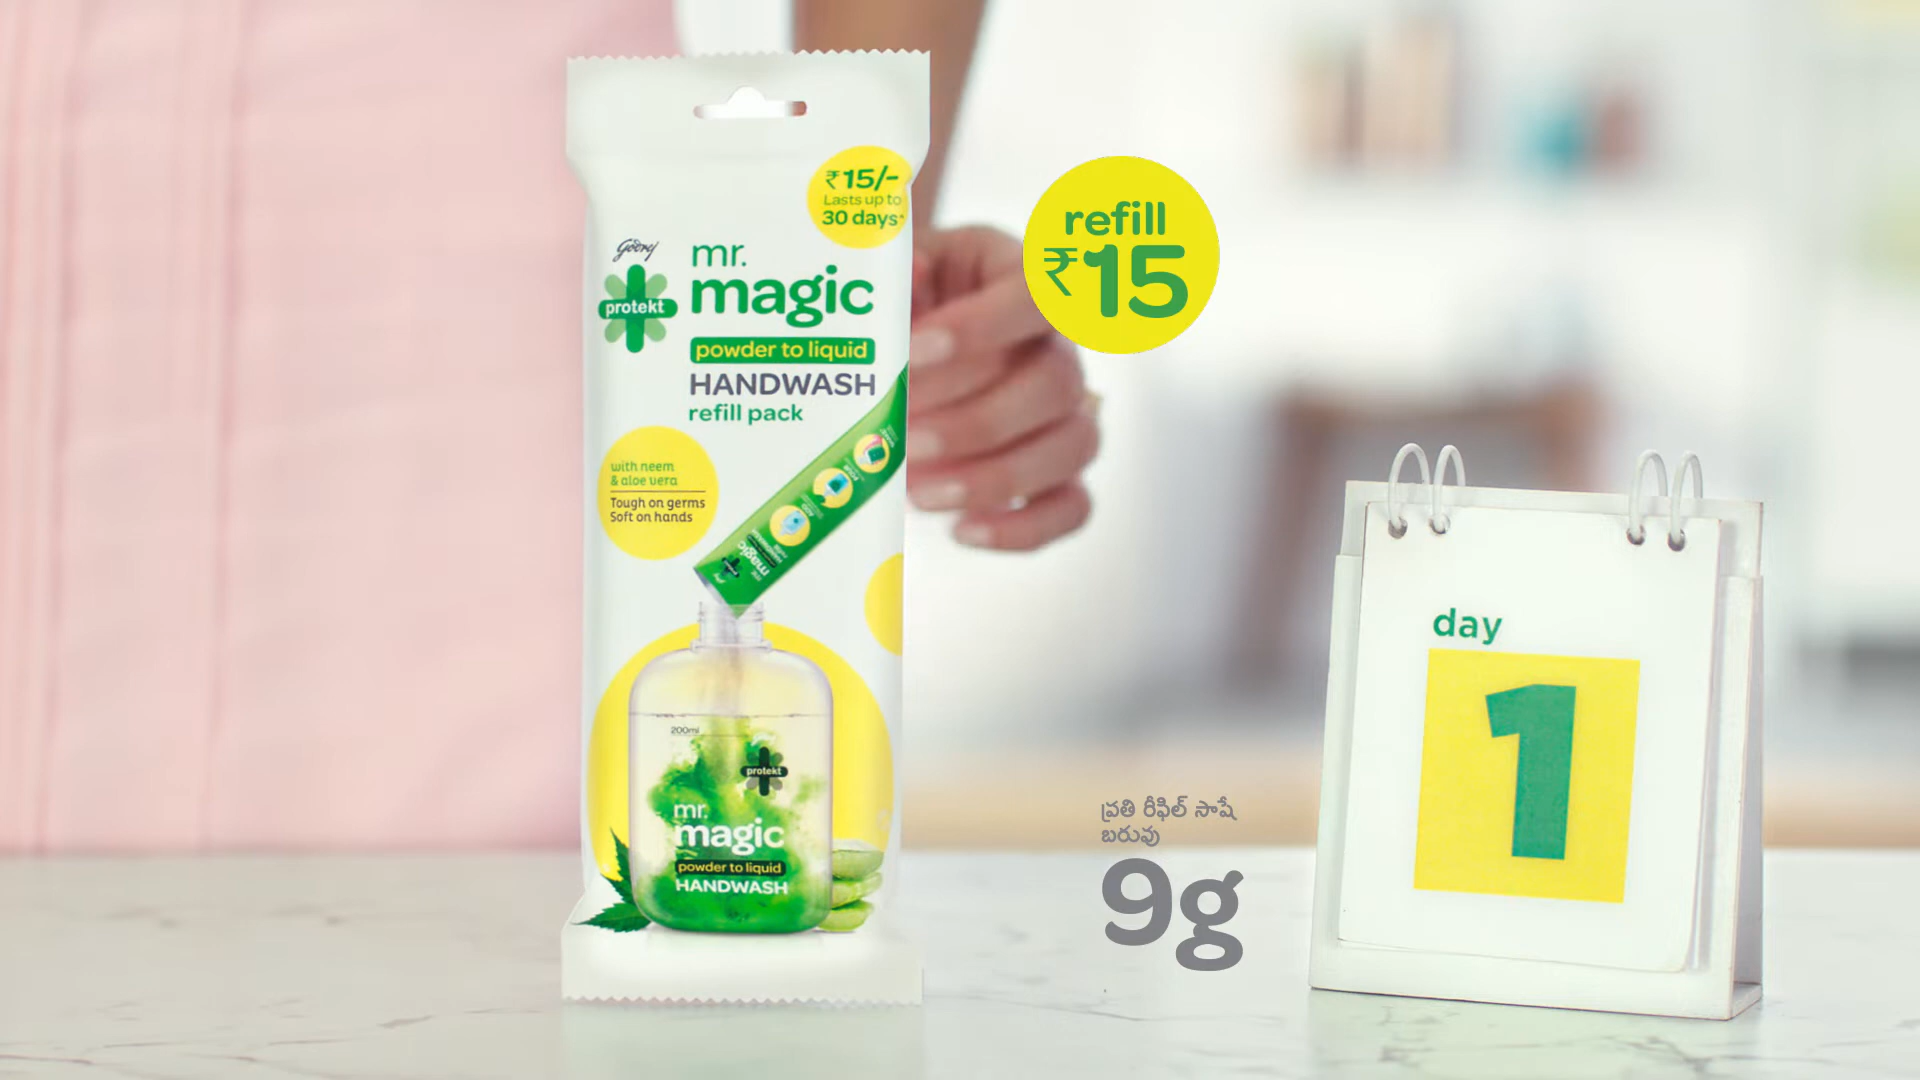 ₹15/-
Lasts up to
30 days*
Godrej
protekt
mr.
magic
powder to liquid
HANDWASH
refill pack
with neem
& aloe vera
Tough on germs
Soft on hands
mr.
magic
200ml
protekt
mr.
magic
powder to liquid
HANDWASH
refill
₹15
ప్రతి రీఫిల్ సాషే
బరువు
9g
day
1